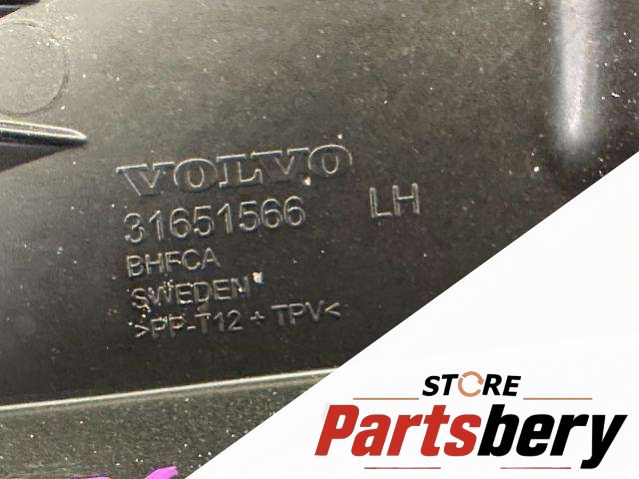 VOLVO
31651566 LH
BHFCA
SWEDEN
>PP-T12 + TPV<
STORE
Partsbery